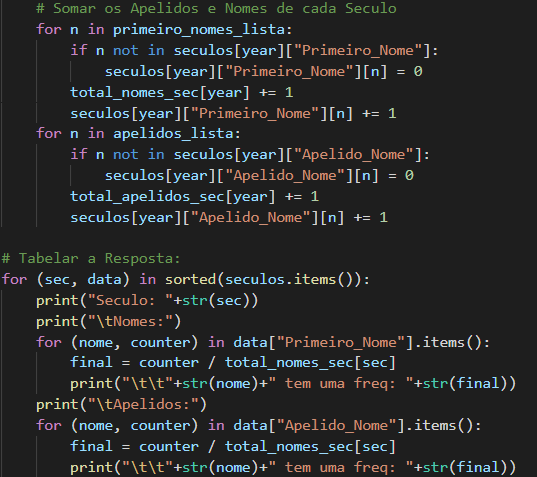 # Somar os Apelidos e Nomes de cada Seculo
for n in primeiro_nomes_lista:
if n not in seculos[year]["Primeiro_Nome"]:
seculos[year]["Primeiro_Nome"][n] = 0
total_nomes_sec[year] += 1
seculos[year]["Primeiro_Nome"][n] += 1
for n in apelidos_lista:
if n not in seculos[year]["Apelido_Nome"]:
seculos[year]["Apelido_Nome"][n] = 0
total_apelidos_sec[year] += 1
seculos[year]["Apelido_Nome"][n] += 1
# Tabelar a Resposta:
for (sec, data) in sorted(seculos.items()):
print("Seculo: "+str(sec))
print("\tNomes:")
for (nome, counter) in data["Primeiro_Nome"].items():
final = counter / total_nomes_sec[sec]
print("\t\t"+str(nome)+" tem uma freq: "+str(final))
print("\tApelidos:")
for (nome, counter) in data["Apelido_Nome"].items():
final = counter / total_nomes_sec[sec]
print("\t\t"+str(nome)+" tem uma freq: "+str(final))